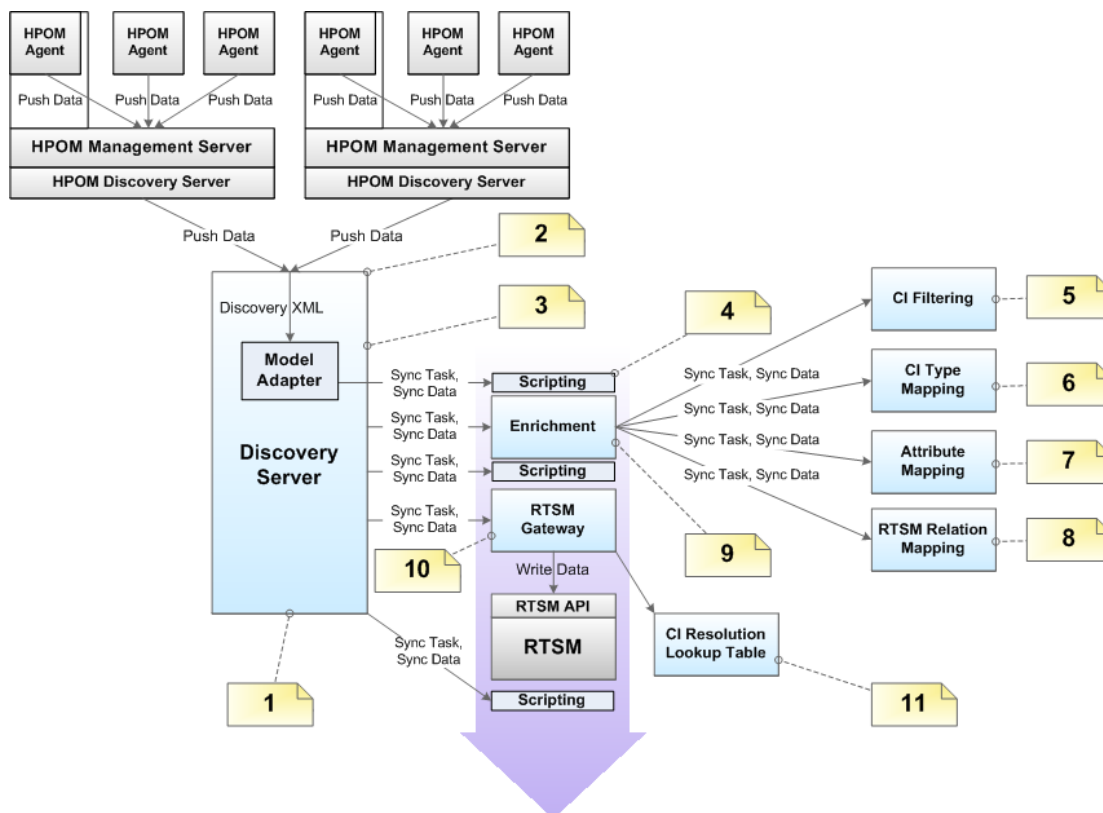 HPOM
Agent
HPOM
Agent
HPOM
Agent
HPOM
Agent
HPOM
Agent
HPOM
Agent
Push Data
Push Data
Push Data
Push Data
Push Data
Push Data
HPOM Management Server
HPOM Management Server
HPOM Discovery Server
HPOM Discovery Server
Push Data
Push Data
2
Discovery XML
3
4
CI Filtering
5
Model
Adapter
Sync Task,
Sync Data
Scripting
Sync Task, Sync Data
CI Type
Mapping
6
Sync Task,
Sync Data
Enrichment
Sync Task, Sync Data
Discovery
Server
Sync Task, Sync Data
Attribute
Mapping
7
Sync Task,
Sync Data
Scripting
Sync Task, Sync Data
Sync Task,
Sync Data
RTSM
Gateway
RTSM Relation
Mapping
8
10
9
Write Data
RTSM API
RTSM
CI Resolution
Lookup Table
Sync Task,
Sync Data
Scripting
1
11